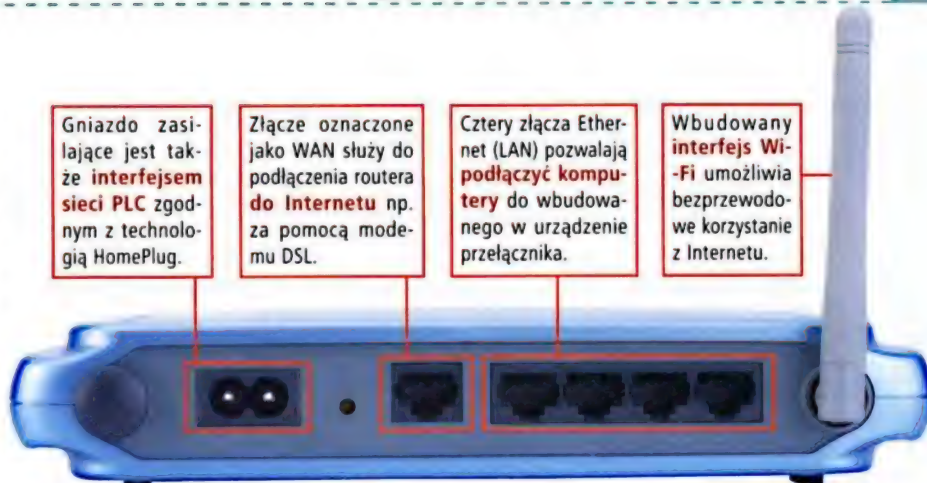 Gniazdo zasi-
lające jest tak-
że interfejsem
sieci PLC zgod-
nym z technolo-
gią HomePlug.
Złącze oznaczone
jako WAN służy do
podłączenia routera
do Internetu np.
za pomocą mode-
mu DSL.
Cztery złącza Ether-
net (LAN) pozwalają
podłączyć kompu-
tery do wbudowa-
nego w urządzenie
przełącznika.
Wbudowany
interfejs Wi-
-Fi umożliwia
bezprzewodo-
we korzystanie
z Internetu.